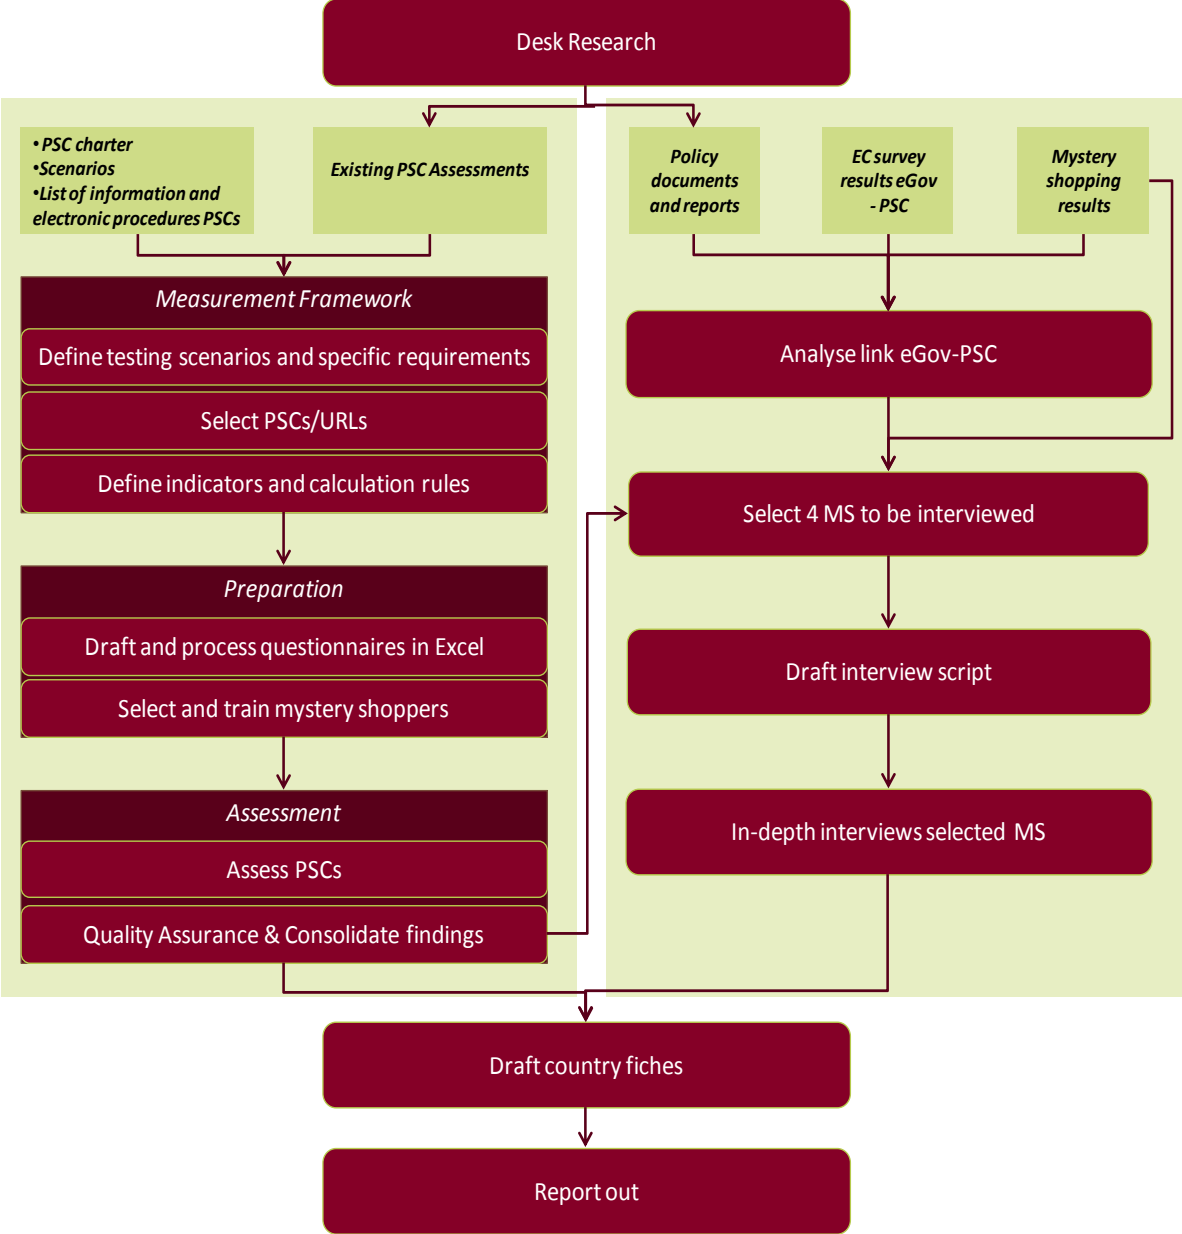 Desk Research
•PSC charter
•Scenarios
•List of information and
electronic procedures PSCs
Existing PSC Assessments
Measurement Framework
Define testing scenarios and specific requirements
Select PSCs/URLs
Define indicators and calculation rules
Preparation
Draft and process questionnaires in Excel
Select and train mystery shoppers
Assessment
Assess PSCs
Quality Assurance & Consolidate findings
Policy
documents
and reports
EC survey
results eGov
- PSC
Mystery
shopping
results
Analyse link eGov-PSC
Select 4 MS to be interviewed
Draft interview script
In-depth interviews selected MS
Draft country fiches
Report out